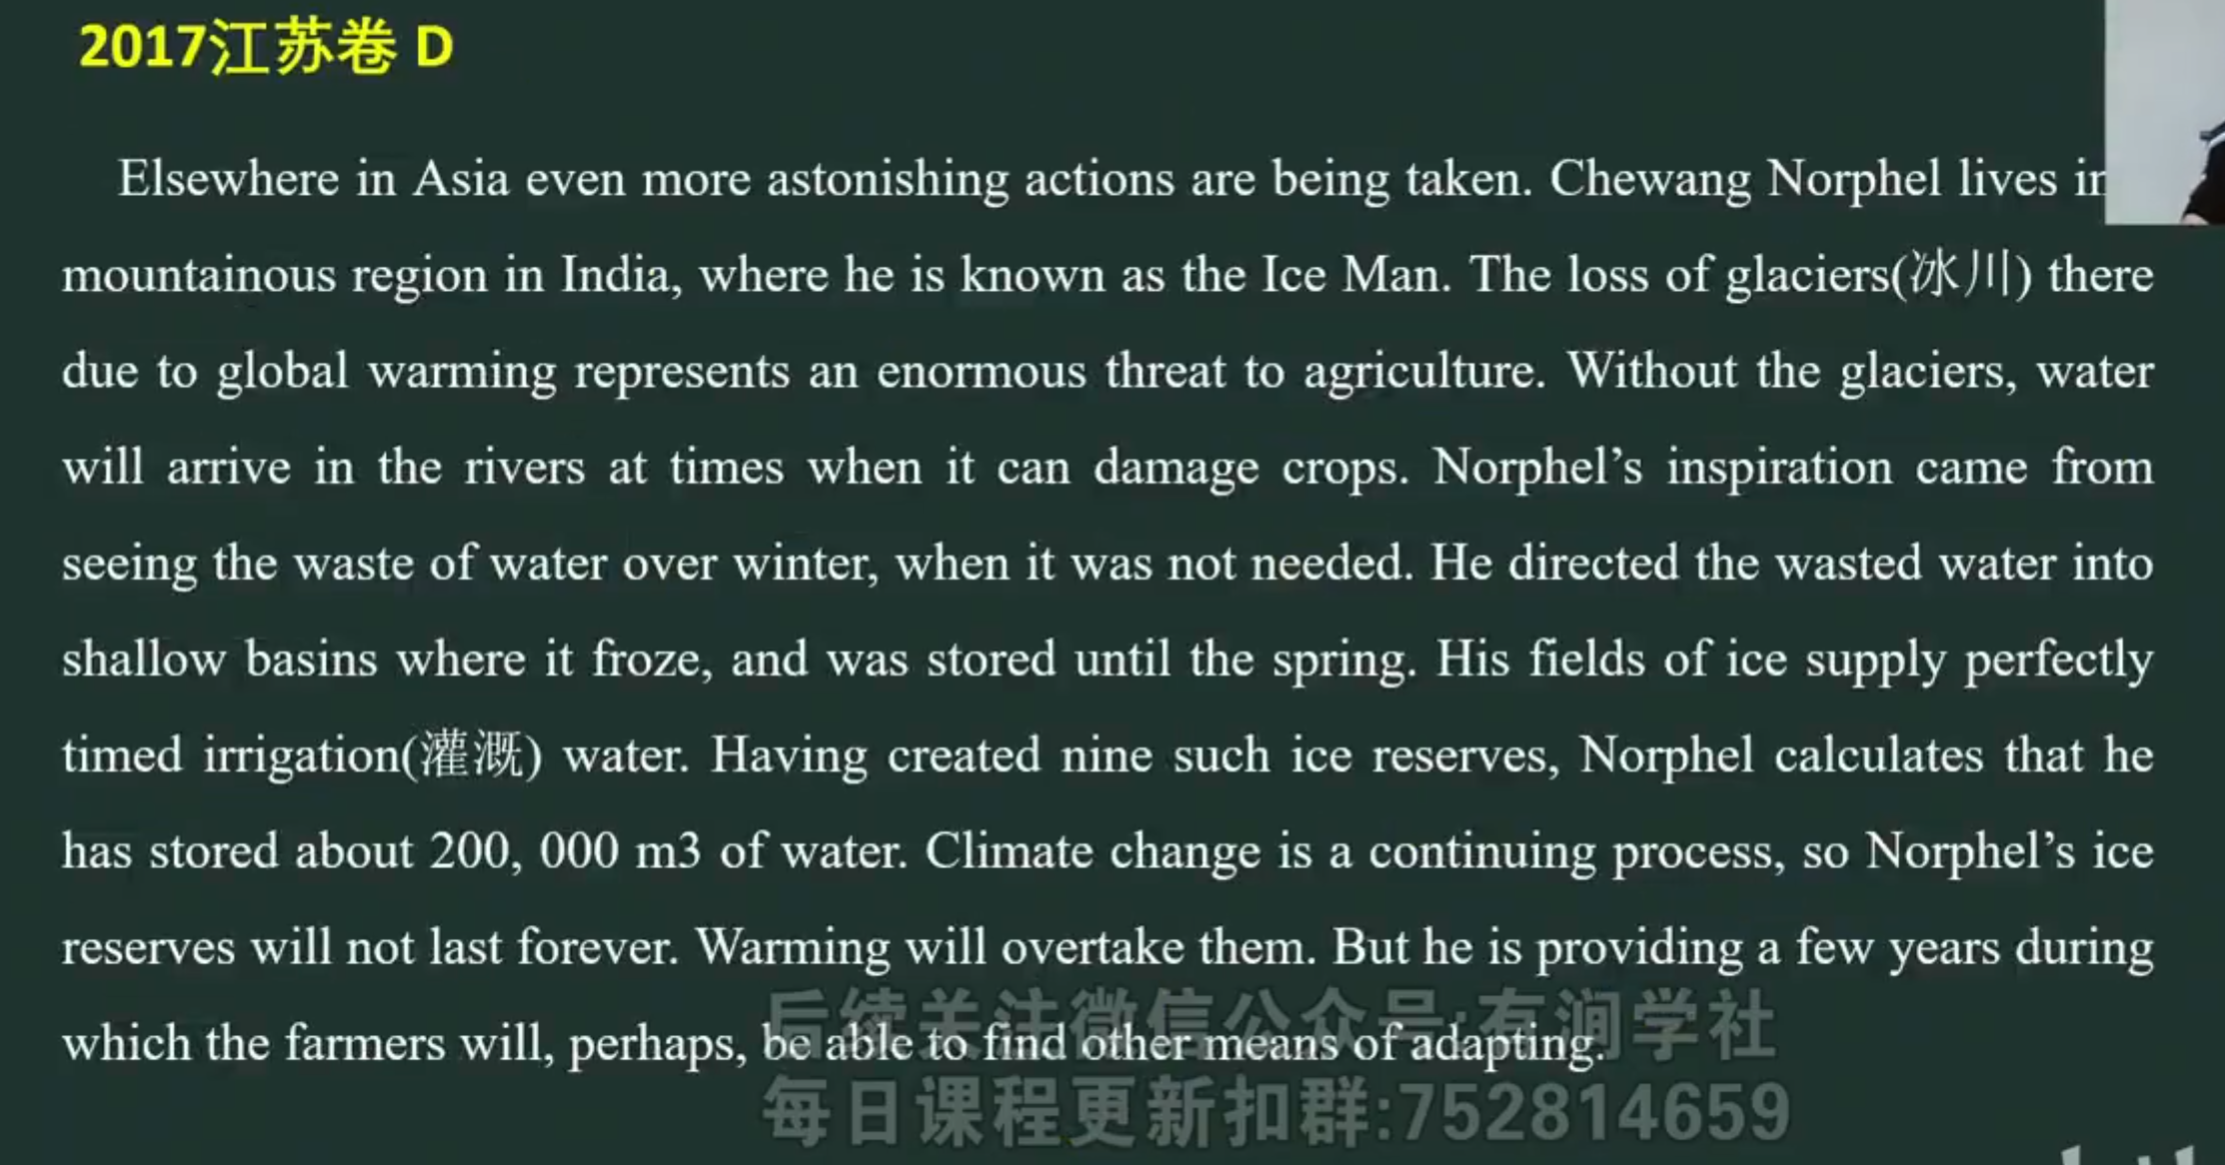 2017江苏卷 D
Elsewhere in Asia even more astonishing actions are being taken. Chewang Norphel lives in
mountainous region in India, where he is known as the Ice Man. The loss of glaciers(冰川) there
due to global warming represents an enormous threat to agriculture. Without the glaciers, water
will arrive in the rivers at times when it can damage crops. Norphel’s inspiration came from
seeing the waste of water over winter, when it was not needed. He directed the wasted water into
shallow basins where it froze, and was stored until the spring. His fields of ice supply perfectly
timed irrigation(灌溉) water. Having created nine such ice reserves, Norphel calculates that he
has stored about 200, 000 m3 of water. Climate change is a continuing process, so Norphel’s ice
reserves will not last forever. Warming will overtake them. But he is providing a few years during
which the farmers will, perhaps, be able to find other means of adapting.
后续关注微信公众号:有涧学社
每日课程更新扣群:752814659